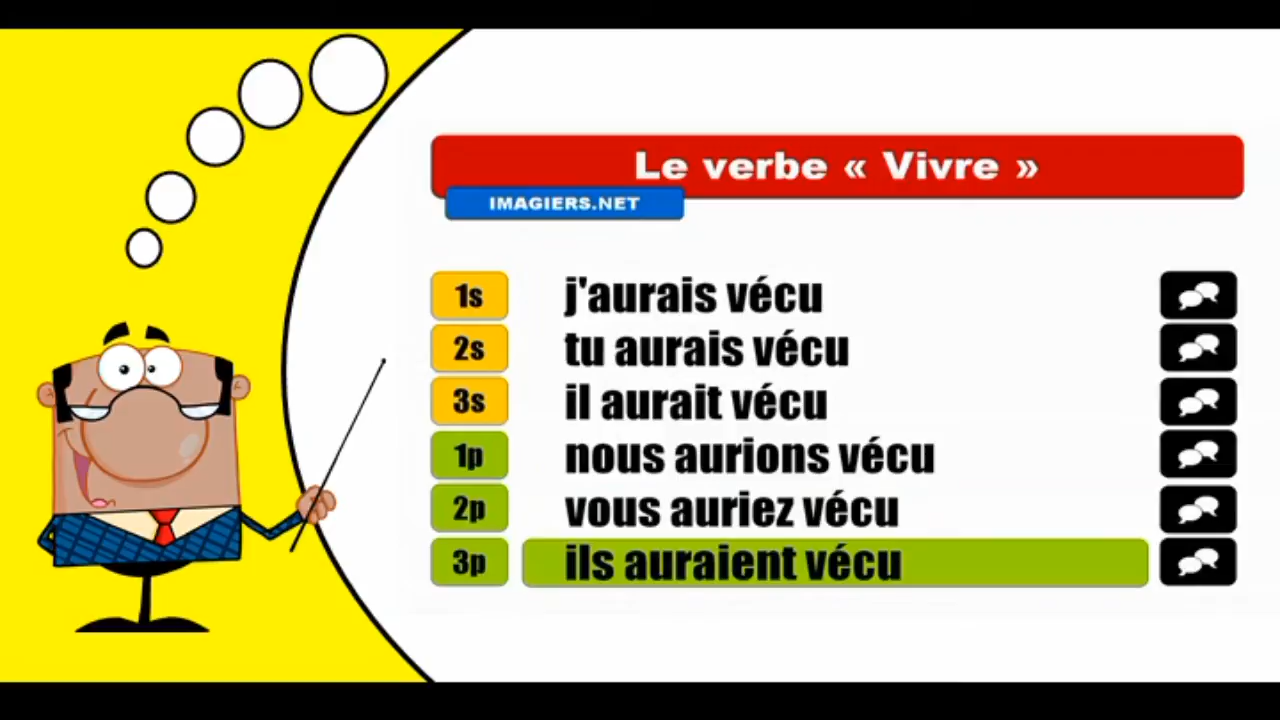 Le verbe « Vivre »
IMAGIERS.NET
1s j'aurais vécu
2s tu aurais vécu
3s il aurait vécu
1p nous aurions vécu
2p vous auriez vécu
3p ils auraient vécu